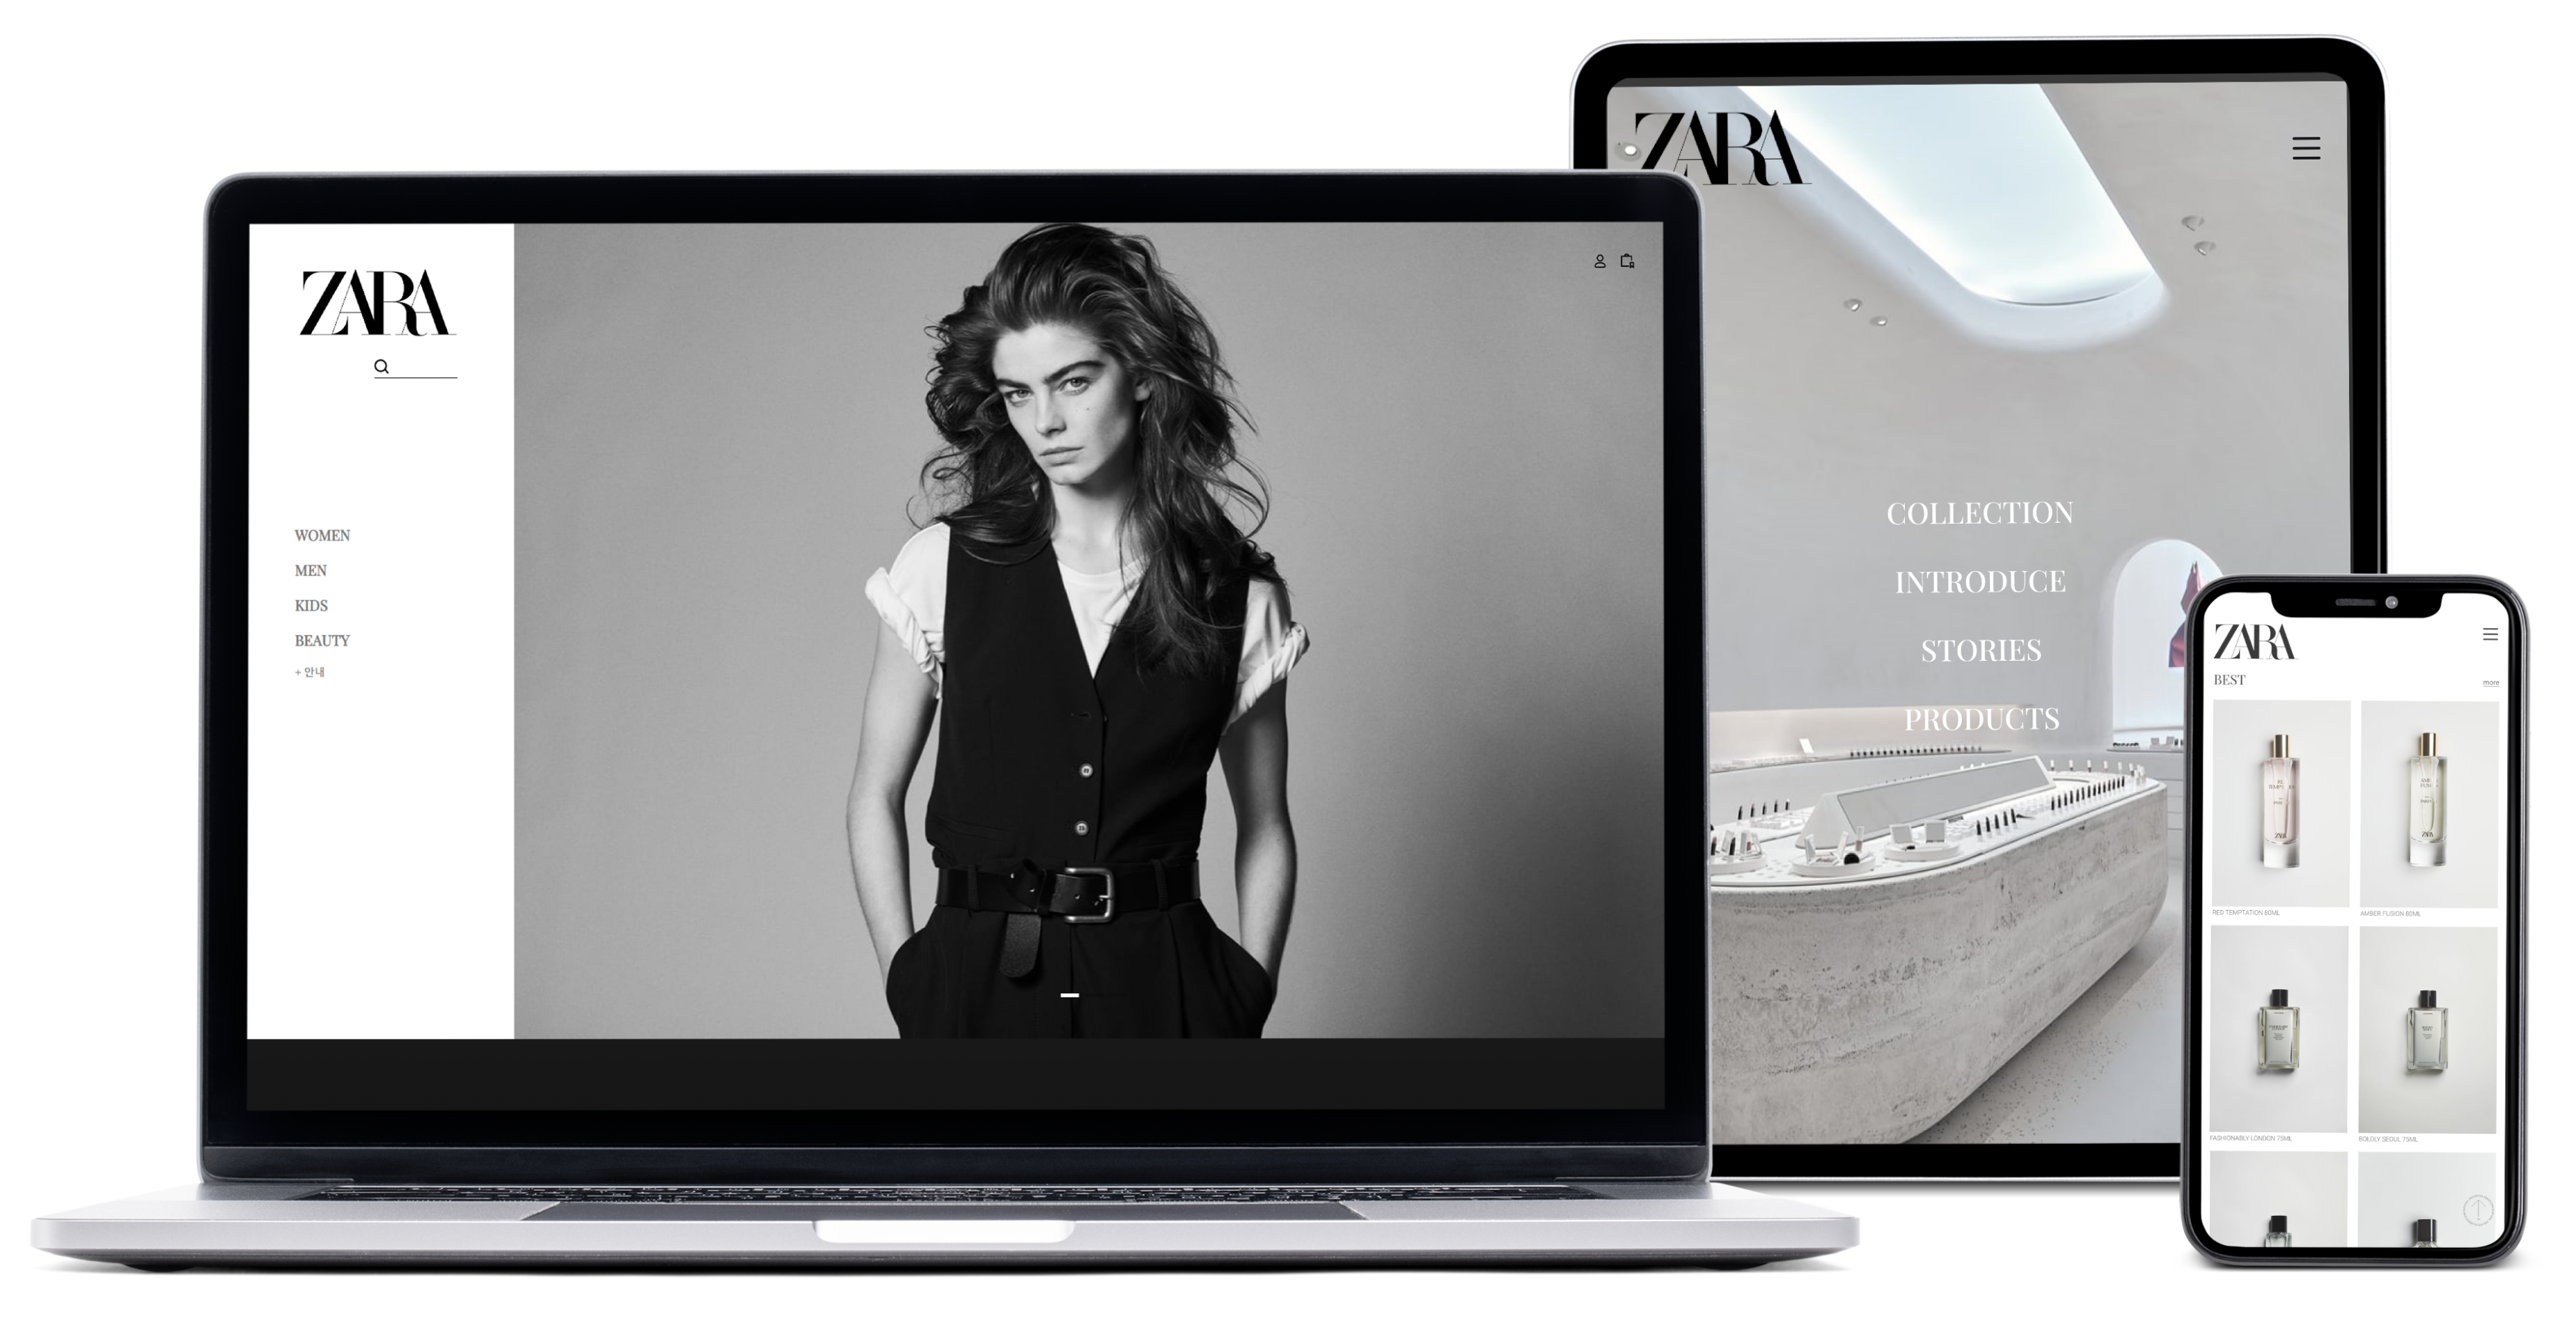 ZARA
WOMEN
MEN
KIDS
BEAUTY
+ 안내
ZARA
COLLECTION
INTRODUCE
STORIES
PRODUCTS
ZARA
BEST
more
RED TEMPTATION 80ML
AMBER FUSION 80ML
FASHIONABLY LONDON 75ML
BOLDLY SEOUL 75ML